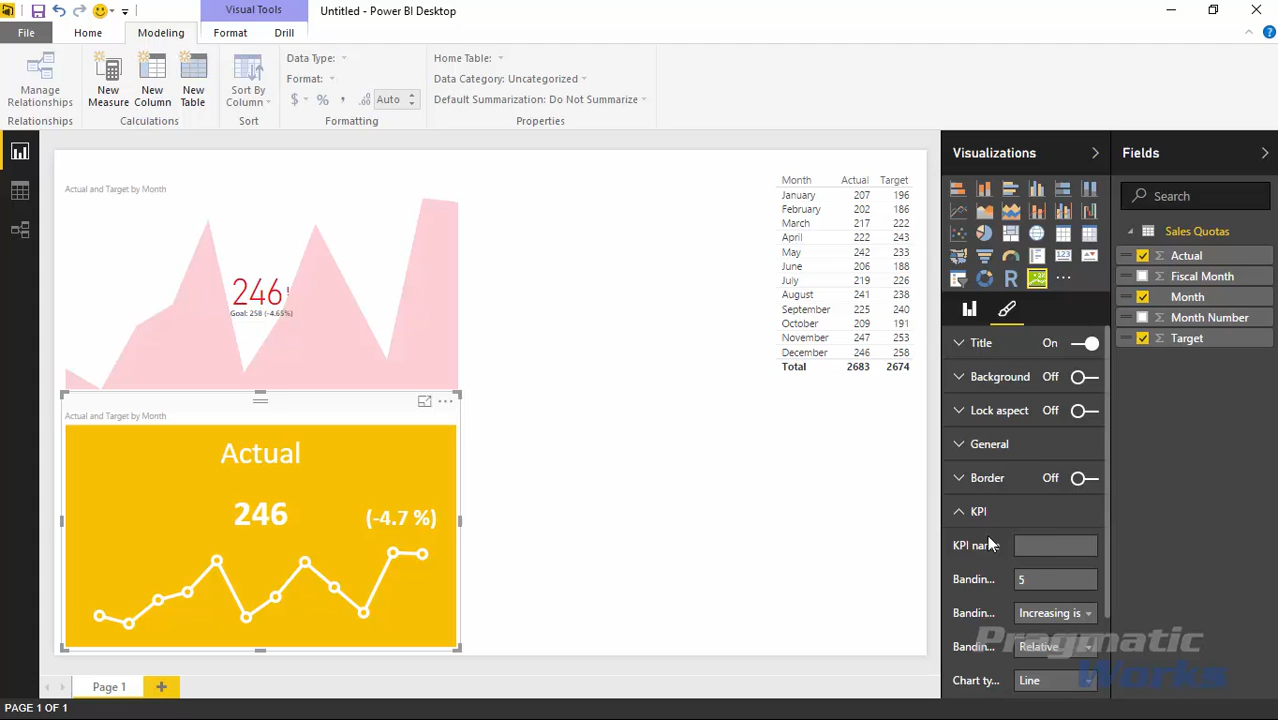 Visual Tools
Untitled - Power BI Desktop
File
Home
Modeling
Format
Drill
Manage Relationships
Relationships
New Measure
New Column
New Table
Calculations
Sort By Column
Sort
Data Type:
Format:
$ % , .00 Auto
Formatting
Home Table:
Data Category: Uncategorized
Default Summarization: Do Not Summarize
Properties
Actual and Target by Month
246!
Goal: 258 (-4.65%)
Actual and Target by Month
Actual
246
(-4.7 %)
Month Actual Target
January 207 196
February 202 186
March 217 222
April 222 243
May 242 233
June 206 188
July 219 226
August 241 238
September 225 240
October 209 191
November 247 253
December 246 258
Total 2683 2674
Visualizations
R
Title On
Background Off
Lock aspect Off
General
Border Off
KPI
KPI name
Bandin... 5
Bandin... Increasing is
Bandin... Relative
Chart ty... Line
Fields
Search
Sales Quotas
Actual
Fiscal Month
Month
Month Number
Target
Pragmatic
Works
Page 1
PAGE 1 OF 1